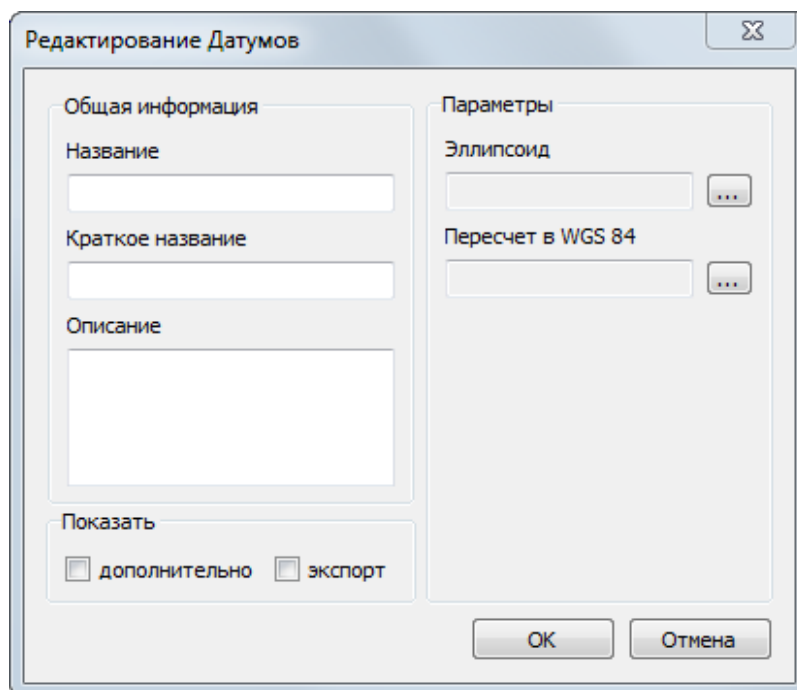 Редактирование Датумов
Общая информация
Название
Краткое название
Описание
Показать
дополнительно
экспорт
Параметры
Эллипсоид
...
Пересчет в WGS 84
...
OK
Отмена